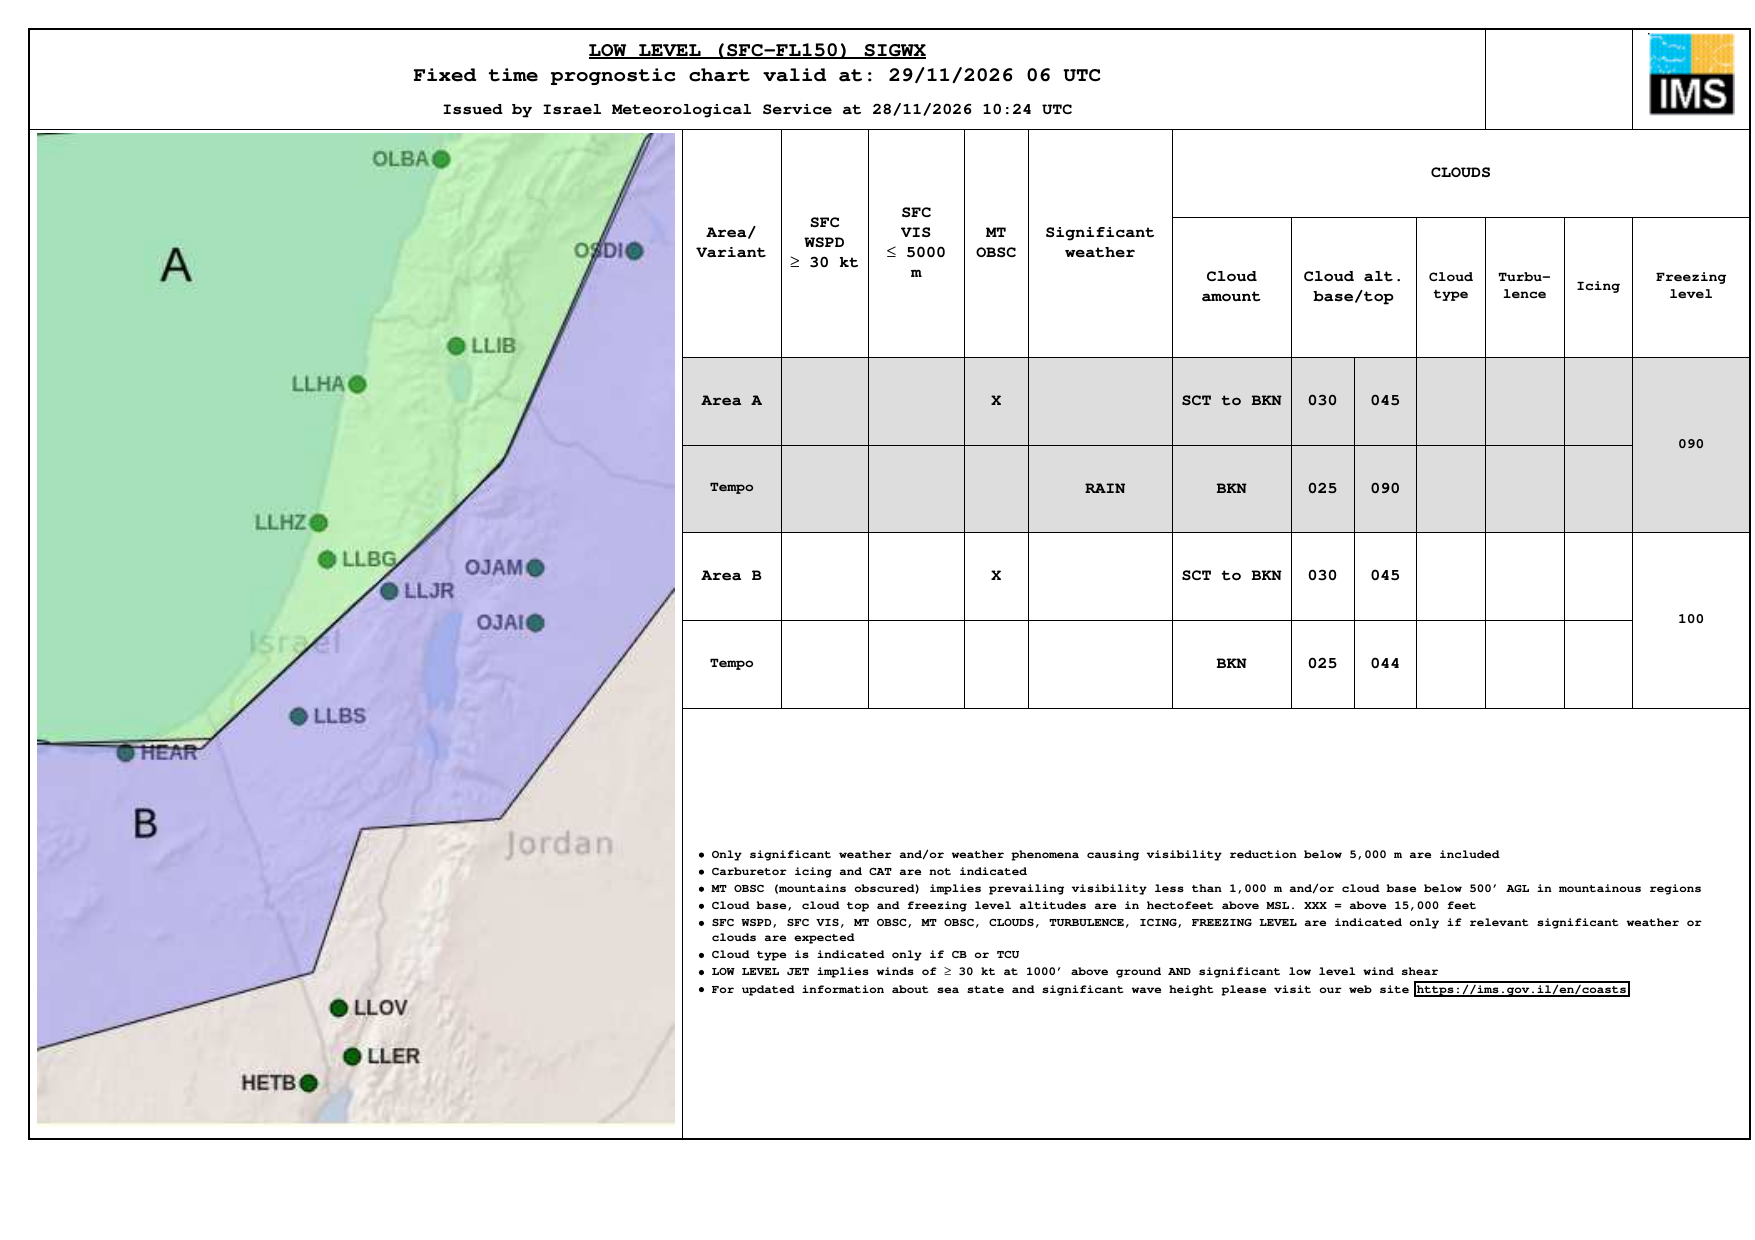 LOW LEVEL (SFC-FL150) SIGWX
Fixed time prognostic chart valid at: 29/11/2026 06 UTC
Issued by Israel Meteorological Service at 28/11/2026 10:24 UTC
IMS
OLBA
A
OSDI
LLIB
LLHA
LLHZ
LLBG
OJAM
LLJR
OJAI
Israel
LLBS
HEAR
B
Jordan
LLOV
LLER
HETB
Area/
Variant
SFC
WSPD
≥ 30 kt
SFC
VIS
≤ 5000
m
MT
OBSC
Significant
weather
CLOUDS
Cloud
amount
Cloud alt.
base/top
Cloud
type
Turbu-
lence
Icing
Freezing
level
Area A X SCT to BKN 030 045
090
Tempo RAIN BKN 025 090
Area B X SCT to BKN 030 045
100
Tempo BKN 025 044
• Only significant weather and/or weather phenomena causing visibility reduction below 5,000 m are included
• Carburetor icing and CAT are not indicated
• MT OBSC (mountains obscured) implies prevailing visibility less than 1,000 m and/or cloud base below 500' AGL in mountainous regions
• Cloud base, cloud top and freezing level altitudes are in hectofeet above MSL. XXX = above 15,000 feet
• SFC WSPD, SFC VIS, MT OBSC, MT OBSC, CLOUDS, TURBULENCE, ICING, FREEZING LEVEL are indicated only if relevant significant weather or
clouds are expected
• Cloud type is indicated only if CB or TCU
• LOW LEVEL JET implies winds of ≥ 30 kt at 1000' above ground AND significant low level wind shear
• For updated information about sea state and significant wave height please visit our web site https://ims.gov.il/en/coasts